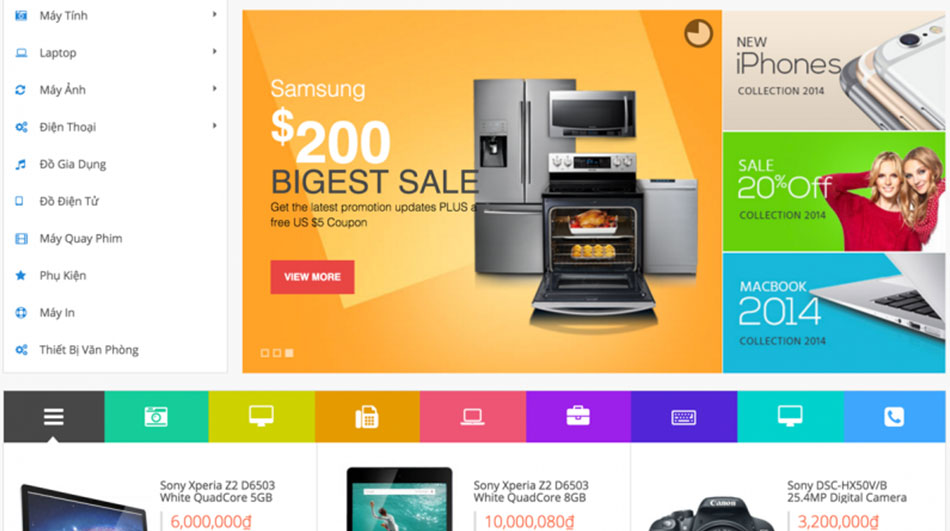 Máy Tính
Laptop
Máy Ảnh
Điện Thoại
Đồ Gia Dụng
Đồ Điện Tử
Máy Quay Phim
Phụ Kiện
Máy In
Thiết Bị Văn Phòng
Samsung
$200
BIGEST SALE
Get the latest promotion updates PLUS a
free US $5 Coupon
VIEW MORE
NEW
iPhones
COLLECTION 2014
SALE
20%Off
COLLECTION 2014
MACBOOK
2014
COLLECTION 2014
Sony Xperia Z2 D6503
White QuadCore 5GB
6,000,000₫
Sony Xperia Z2 D6503
White QuadCore 8GB
10,000,080₫
Canon
Sony DSC-HX50V/B
25.4MP Digital Camera
3,200,000₫